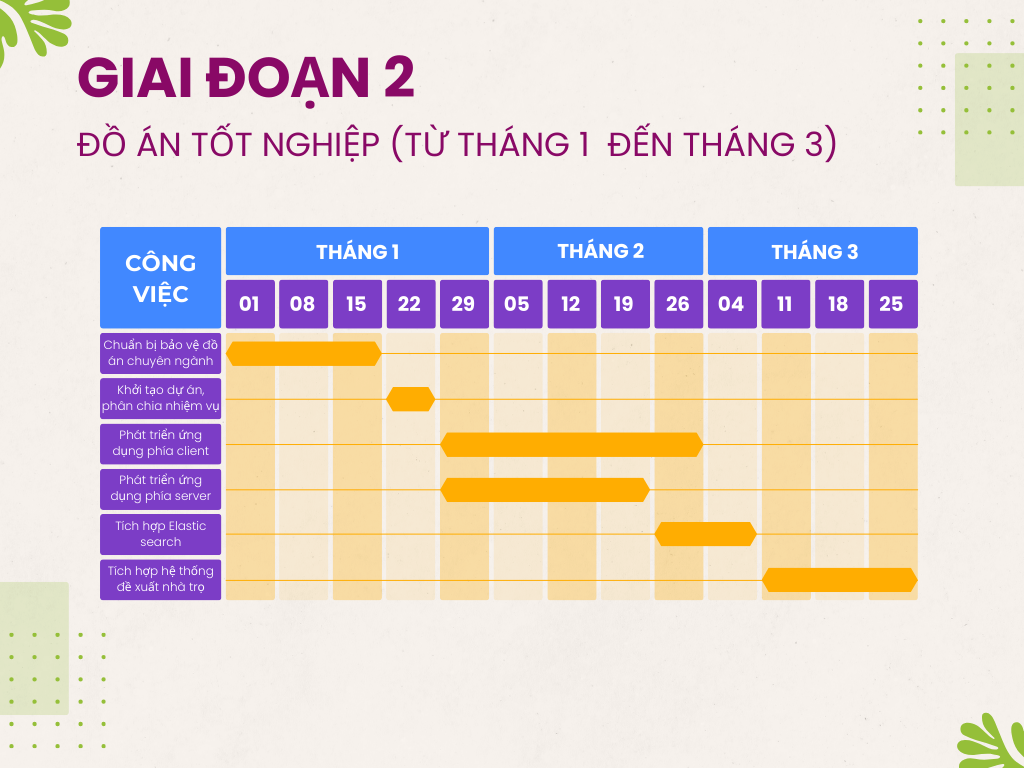 GIAI ĐOẠN 2
ĐỒ ÁN TỐT NGHIỆP (TỪ THÁNG 1 ĐẾN THÁNG 3)
CÔNG
VIỆC
THÁNG 1
THÁNG 2
THÁNG 3
01 08 15 22 29 05 12 19 26 04 11 18 25
Chuẩn bị bảo vệ đồ
án chuyên ngành
Khởi tạo dự án,
phân chia nhiệm vụ
Phát triển ứng
dụng phía client
Phát triển ứng
dụng phía server
Tích hợp Elastic
search
Tích hợp hệ thống
đề xuất nhà trọ